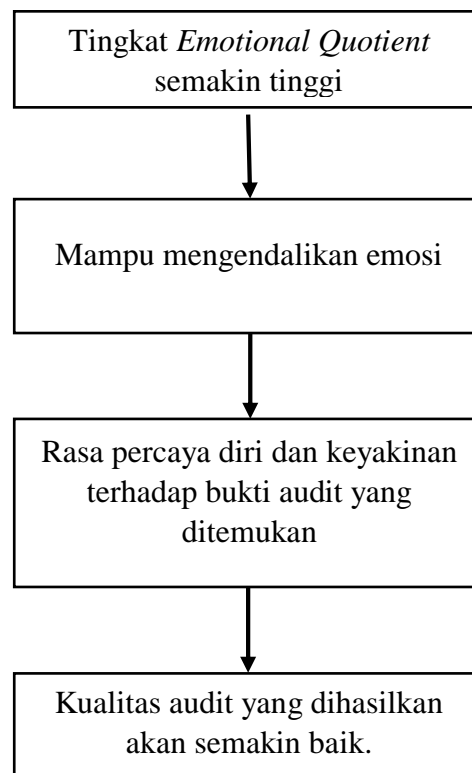 Tingkat Emotional Quotient
semakin tinggi
Mampu mengendalikan emosi
Rasa percaya diri dan keyakinan
terhadap bukti audit yang
ditemukan
Kualitas audit yang dihasilkan
akan semakin baik.